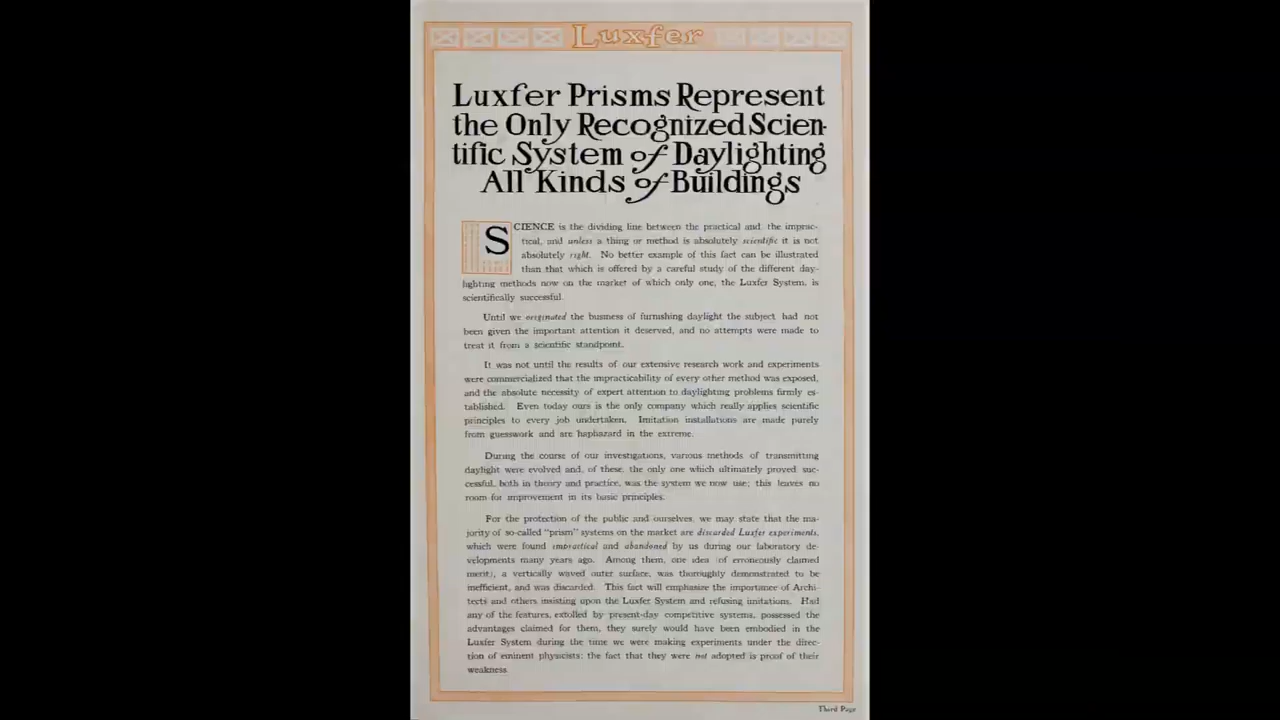 Luxfer
Luxfer Prisms Represent
the Only Recognized Scien-
tific System of Daylighting
All Kinds of Buildings
SCIENCE is the dividing line between the practical and the imprac-
tical, and unless a thing or method is absolutely scientific it is not
absolutely right. No better example of this fact can be illustrated
than that which is offered by a careful study of the different day-
lighting methods now on the market of which only one, the Luxfer System, is
scientifically successful.
Until we originated the business of furnishing daylight the subject had not
been given the important attention it deserved, and no attempts were made to
treat it from a scientific standpoint.
It was not until the results of our extensive research work and experiments
were commercialized that the impracticability of every other method was exposed,
and the absolute necessity of expert attention to daylighting problems firmly es-
tablished. Even today ours is the only company which really applies scientific
principles to every job undertaken. Imitation installations are made purely
from guesswork and are haphazard in the extreme.
During the course of our investigations, various methods of transmitting
daylight were evolved and, of these, the only one which ultimately proved suc-
cessful, both in theory and practice, was the system we now use; this leaves no
room for improvement in its basic principles.
For the protection of the public and ourselves, we may state that the ma-
jority of so-called "prism" systems on the market are discarded Luxfer experiments,
which were found impractical and abandoned by us during our laboratory de-
velopments many years ago. Among them, one idea (of erroneously claimed
merit), a vertically waved outer surface, was thoroughly demonstrated to be
inefficient, and was discarded. This fact will emphasize the importance of Archi-
tects and others insisting upon the Luxfer System and refusing imitations. Had
any of the features, extolled by present-day competitive systems, possessed the
advantages claimed for them, they surely would have been embodied in the
Luxfer System during the time we were making experiments under the direc-
tion of eminent physicists; the fact that they were not adopted is proof of their
weakness.
Third Page